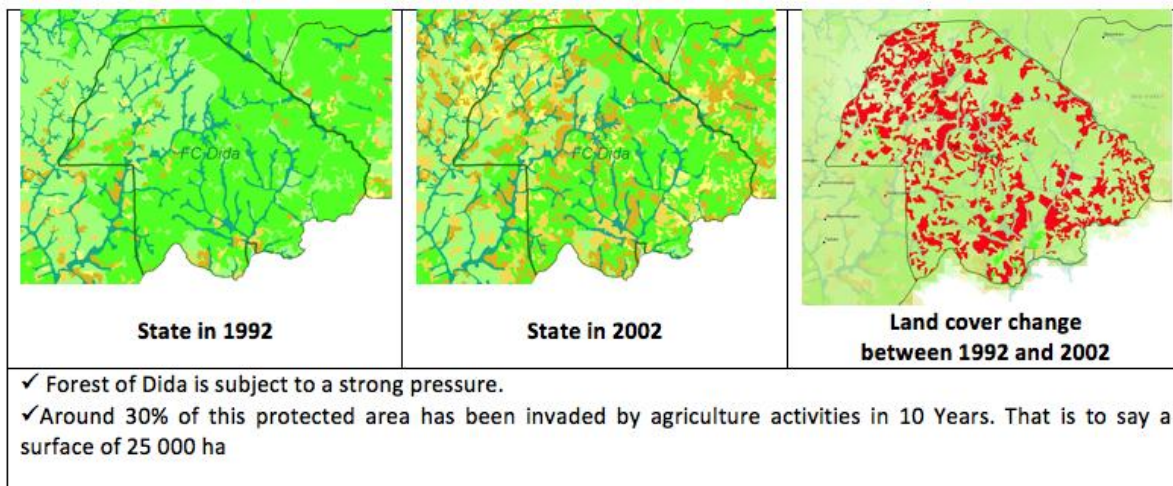 FC Dida
FC Dida
State in 1992
State in 2002
Land cover change
between 1992 and 2002
✓ Forest of Dida is subject to a strong pressure.
✓Around 30% of this protected area has been invaded by agriculture activities in 10 Years. That is to say a
surface of 25 000 ha